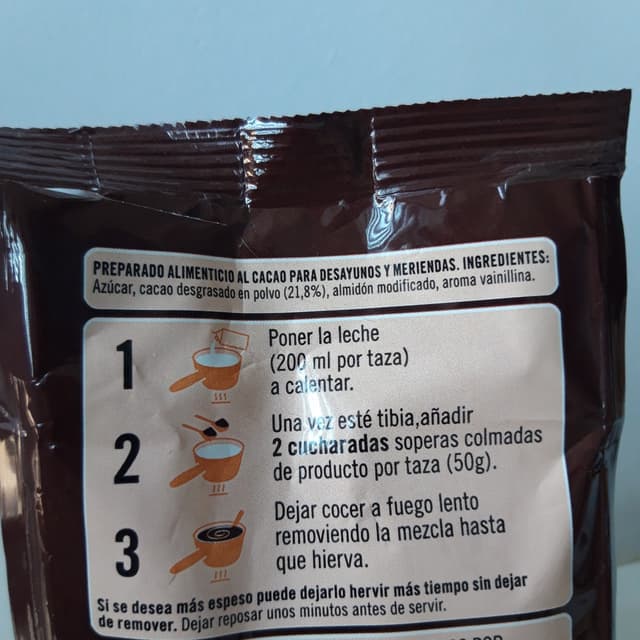 PREPARADO ALIMENTICIO AL CACAO PARA DESAYUNOS Y MERIENDAS. INGREDIENTES:
Azúcar, cacao desgrasado en polvo (21,8%), almidón modificado, aroma vainillina.
1
Poner la leche
(200 ml por taza)
a calentar.
2
Una vez esté tibia,añadir
2 cucharadas soperas colmadas
de producto por taza (50g).
3
Dejar cocer a fuego lento
removiendo la mezcla hasta
que hierva.
Si se desea más espeso puede dejarlo hervir más tiempo sin dejar
de remover. Dejar reposar unos minutos antes de servir.